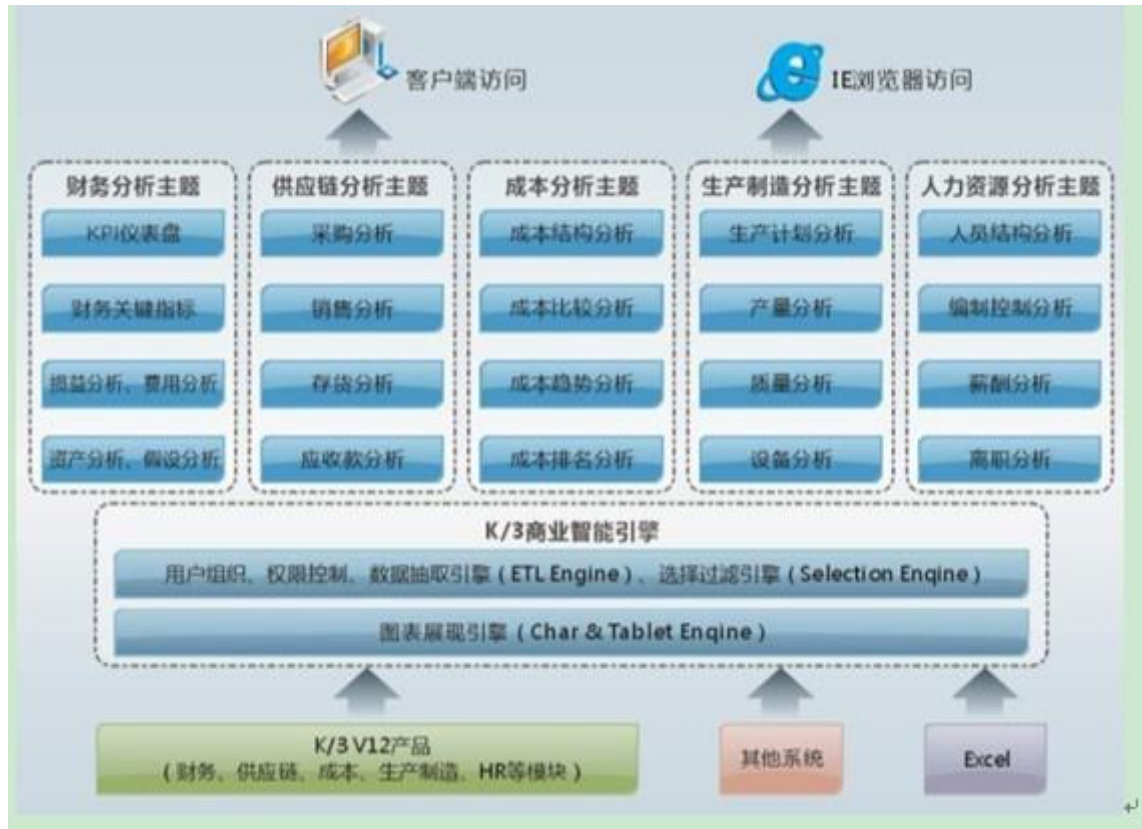 客户端访问
IE浏览器访问
财务分析主题
KPI仪表盘
财务关键指标
损益分析、费用分析
资产分析、假设分析
供应链分析主题
采购分析
销售分析
存货分析
应收款分析
成本分析主题
成本结构分析
成本比较分析
成本趋势分析
成本排名分析
生产制造分析主题
生产计划分析
产量分析
质量分析
设备分析
人力资源分析主题
人员结构分析
编制控制分析
薪酬分析
离职分析
K/3商业智能引擎
用户组织、权限控制、数据抽取引擎(ETL Engine)、选择过滤引擎(Selection Enqine)
图表展现引擎(Char & Tablet Enqine)
K/3 V12产品
(财务、供应链、成本、生产制造、HR等模块)
其他系统
Excel